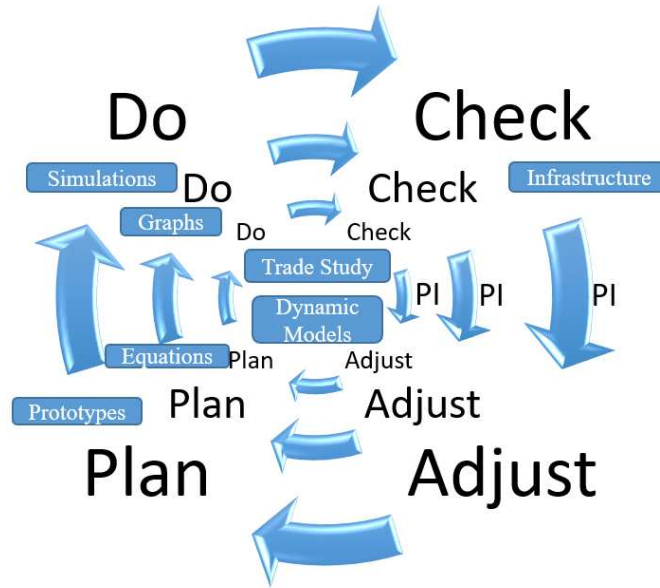 Do
Check
Simulations
Do
Check
Infrastructure
Graphs
Do
Check
Trade Study
PI
PI
PI
Dynamic
Models
Equations
Plan
Adjust
Prototypes
Plan
Adjust
Plan
Adjust